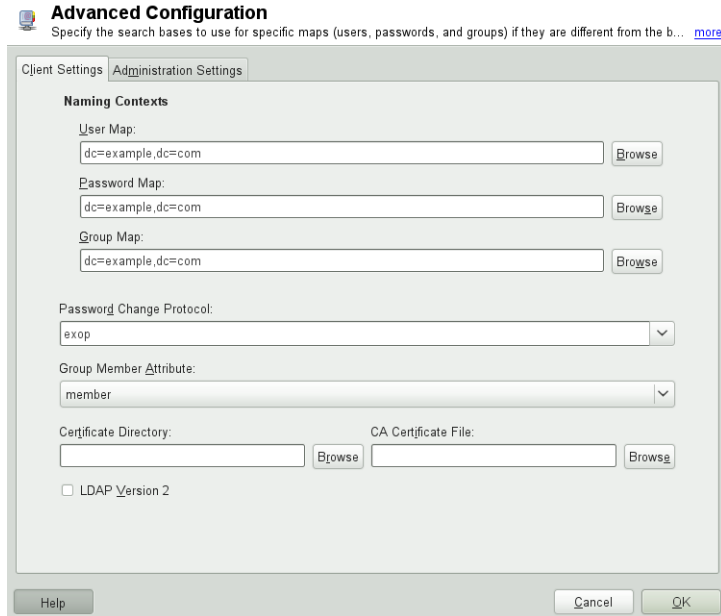 Advanced Configuration
Specify the search bases to use for specific maps (users, passwords, and groups) if they are different from the b... more
Client Settings Administration Settings
Naming Contexts
User Map:
dc=example,dc=com Browse
Password Map:
dc=example,dc=com Browse
Group Map:
dc=example,dc=com Browse
Password Change Protocol:
exop
Group Member Attribute:
member
Certificate Directory: CA Certificate File:
Browse Browse
LDAP Version 2
Help Cancel OK